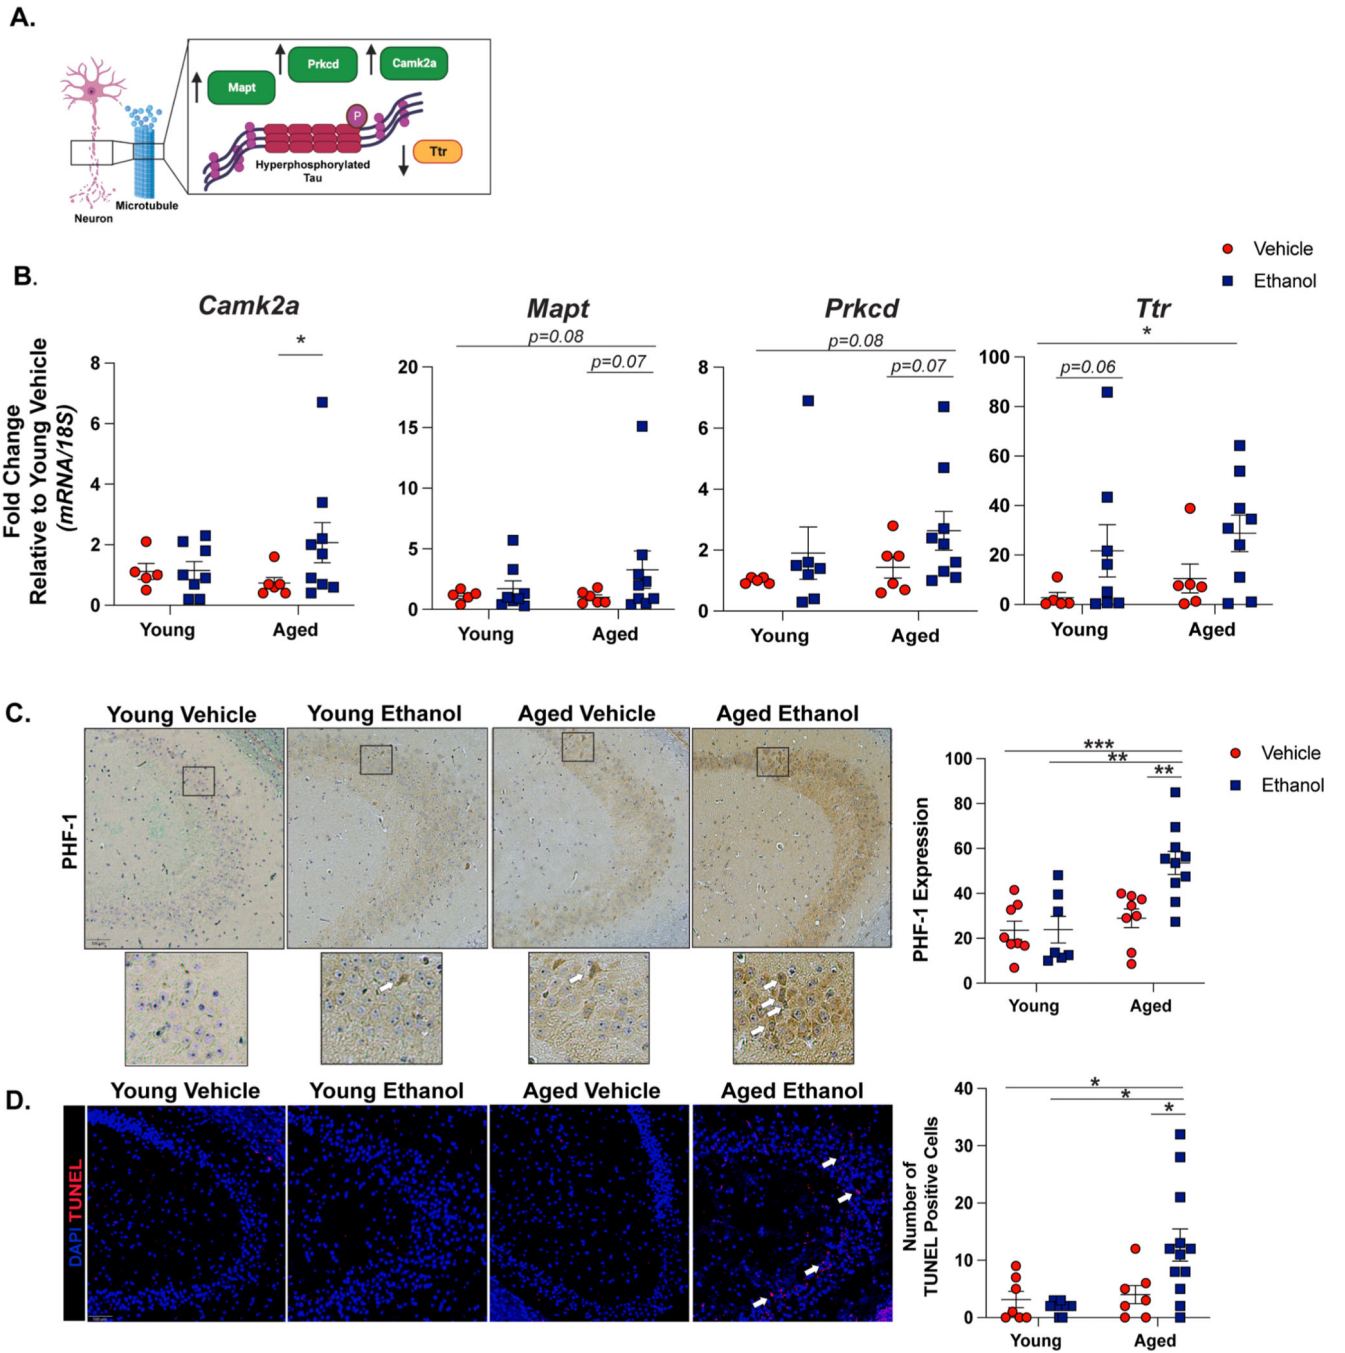 A.
Prkcd
Camk2a
Mapt
P
Hyperphosphorylated
Tau
Ttr
Microtubule
Neuron
Vehicle
Ethanol
B.
Camk2a
Mapt
Prkcd
Ttr
Fold Change
Relative to Young Vehicle
(mRNA/18S)
*
8
6
4
2
0
Young
Aged
p=0.08
p=0.07
20
15
10
5
0
Young
Aged
p=0.08
p=0.07
8
6
4
2
0
Young
Aged
*
p=0.06
100
80
60
40
20
0
Young
Aged
C.
Young Vehicle
Young Ethanol
Aged Vehicle
Aged Ethanol
PHF-1
Vehicle
Ethanol
***
**
**
PHF-1 Expression
100
80
60
40
20
0
Young
Aged
D.
Young Vehicle
Young Ethanol
Aged Vehicle
Aged Ethanol
DAPI TUNEL
*
*
*
Number of
TUNEL Positive Cells
40
30
20
10
0
Young
Aged